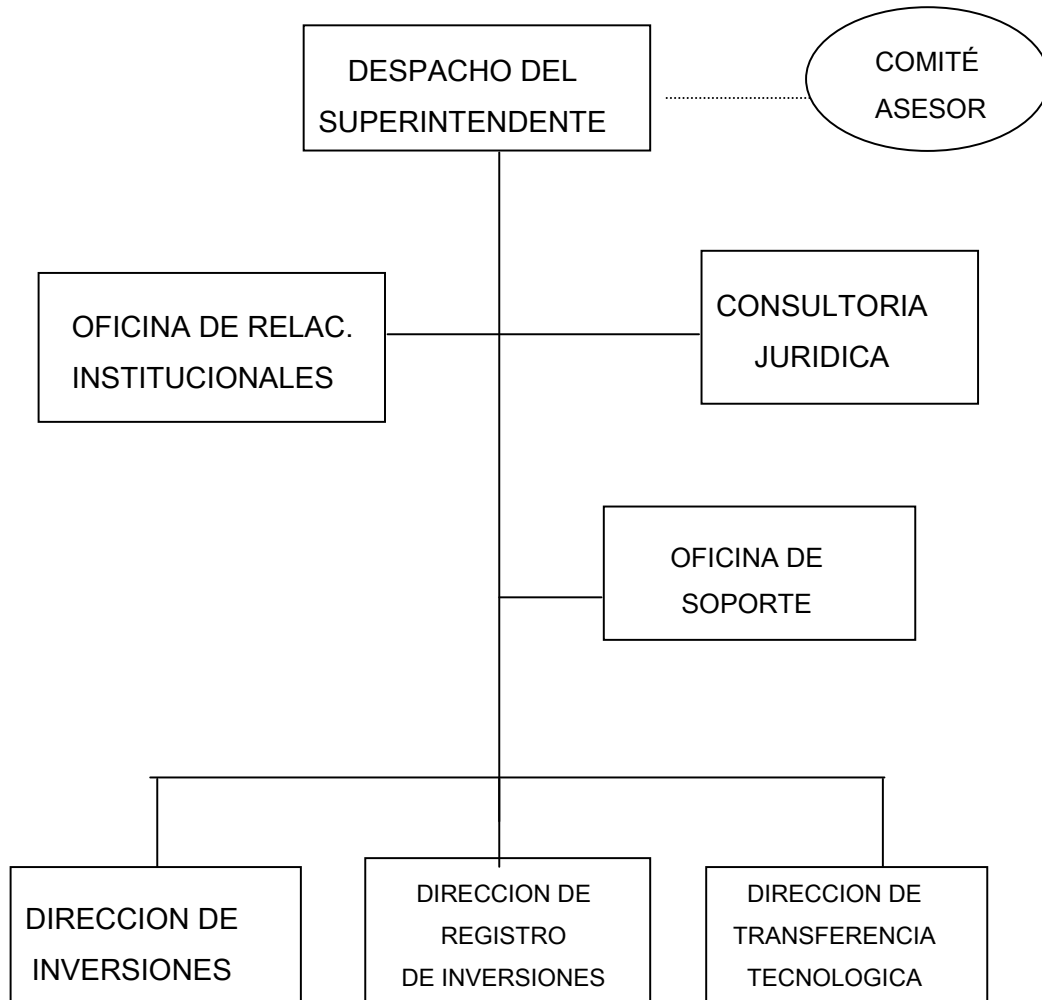 DESPACHO DEL
SUPERINTENDENTE
COMITÉ
ASESOR
OFICINA DE RELAC.
INSTITUCIONALES
CONSULTORIA
JURIDICA
OFICINA DE
SOPORTE
DIRECCION DE
INVERSIONES
DIRECCION DE
REGISTRO
DE INVERSIONES
DIRECCION DE
TRANSFERENCIA
TECNOLOGICA